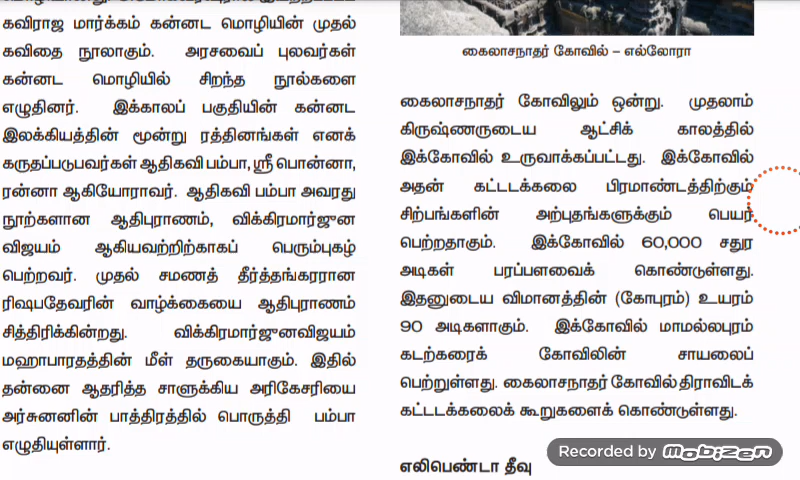 கவிராஜ மார்க்கம் கன்னட மொழியின் முதல்
கவிதை நூலாகும். அரசவைப் புலவர்கள்
கன்னட மொழியில் சிறந்த நூல்களை
எழுதினர். இக்காலப் பகுதியின் கன்னட
இலக்கியத்தின் மூன்று ரத்தினங்கள் எனக்
கருதப்படுபவர்கள் ஆதிகவி பம்பா, ஸ்ரீ பொன்னா,
ரன்னா ஆகியோராவர். ஆதிகவி பம்பா அவரது
நூற்களான ஆதிபுராணம், விக்கிரமார்ஜுன
விஜயம் ஆகியவற்றிற்காகப் பெரும்புகழ்
பெற்றவர். முதல் சமணத் தீர்த்தங்கரரான
ரிஷபதேவரின் வாழ்க்கையை ஆதிபுராணம்
சித்திரிக்கின்றது. விக்கிரமார்ஜுனவிஜயம்
மஹாபாரதத்தின் மீள் தருகையாகும். இதில்
தன்னை ஆதரித்த சாளுக்கிய அரிகேசரியை
அர்சுனனின் பாத்திரத்தில் பொருத்தி பம்பா
எழுதியுள்ளார்.
கைலாசநாதர் கோவில் – எல்லோரா
கைலாசநாதர் கோவிலும் ஒன்று. முதலாம்
கிருஷ்ணருடைய ஆட்சிக் காலத்தில்
இக்கோவில் உருவாக்கப்பட்டது. இக்கோவில்
அதன் கட்டடக்கலை பிரமாண்டத்திற்கும்
சிற்பங்களின் அற்புதங்களுக்கும் பெயர்
பெற்றதாகும். இக்கோவில் 60,000 சதுர
அடிகள் பரப்பளவைக் கொண்டுள்ளது.
இதனுடைய விமானத்தின் (கோபுரம்) உயரம்
90 அடிகளாகும். இக்கோவில் மாமல்லபுரம்
கடற்கரைக் கோவிலின் சாயலைப்
பெற்றுள்ளது. கைலாசநாதர் கோவில் திராவிடக்
கட்டடக்கலைக் கூறுகளைக் கொண்டுள்ளது.
எலிபெண்டா தீவு
Recorded by mobizen